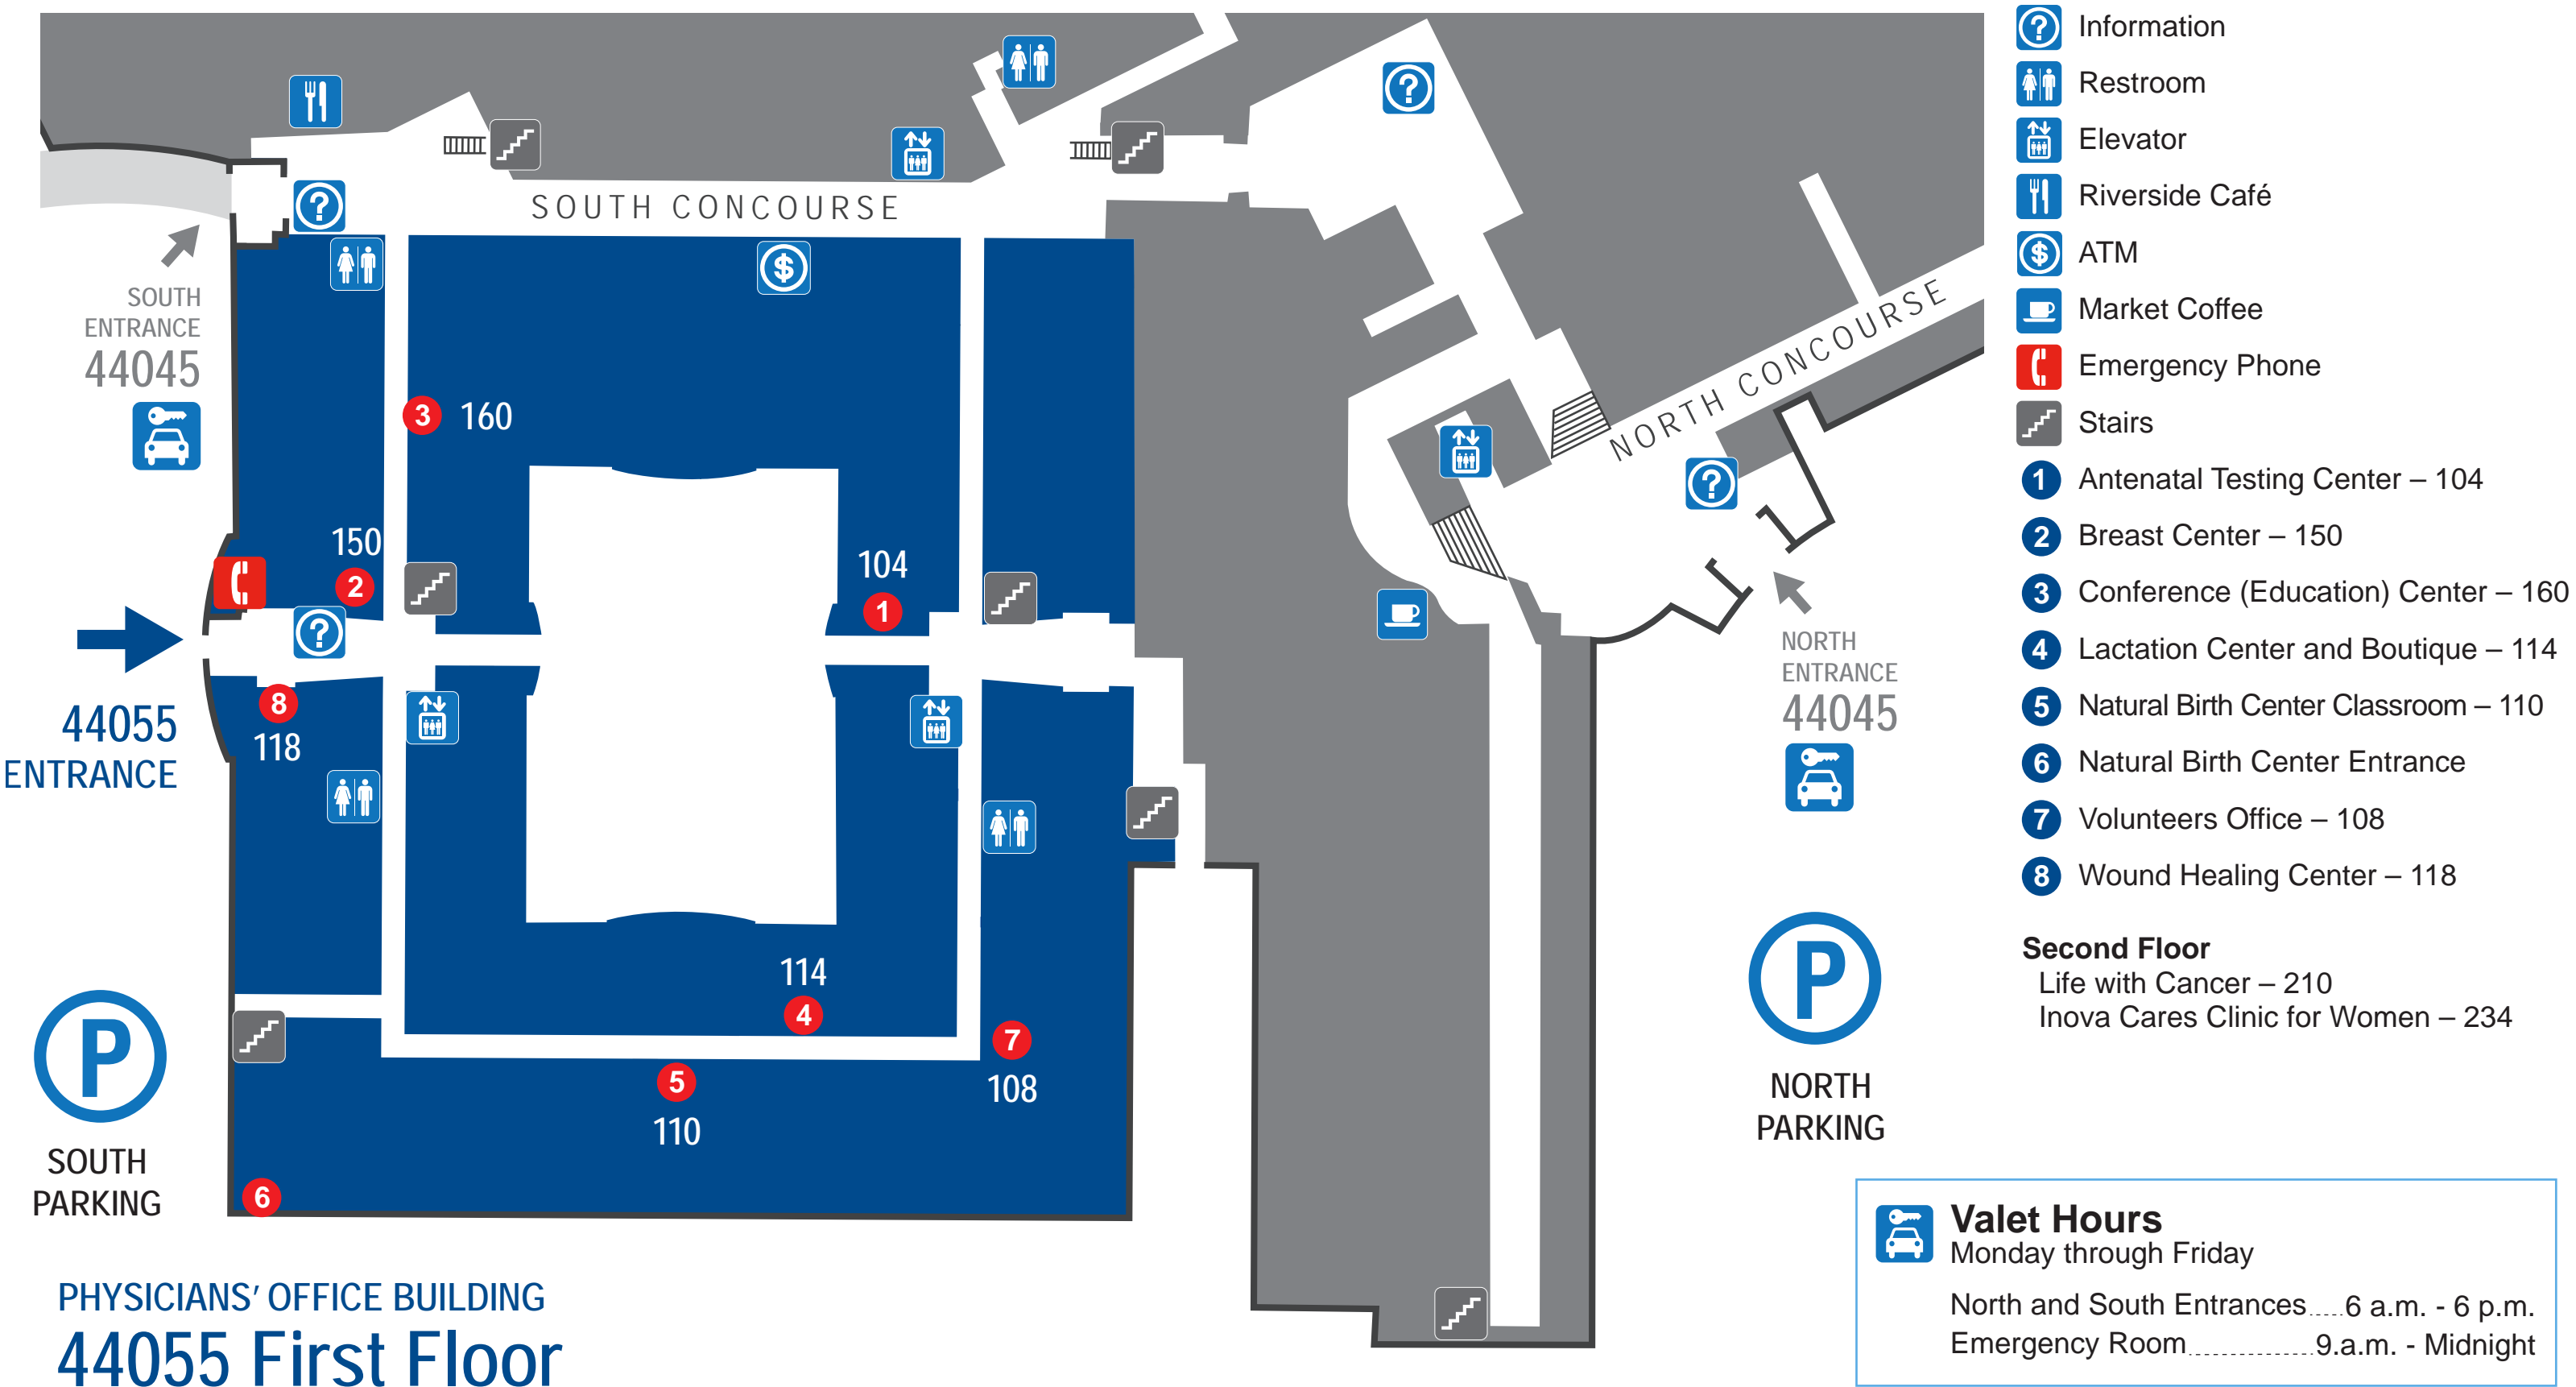 SOUTH CONCOURSE
SOUTH
ENTRANCE
44045
3 160
150
2
104
1
44055
ENTRANCE
8
118
114
4
7
108
5
110
6
P
SOUTH
PARKING
NORTH CONCOURSE
NORTH
ENTRANCE
44045
P
NORTH
PARKING
? Information
Restroom
Elevator
Riverside Café
$ ATM
Market Coffee
Emergency Phone
Stairs
1 Antenatal Testing Center – 104
2 Breast Center – 150
3 Conference (Education) Center – 160
4 Lactation Center and Boutique – 114
5 Natural Birth Center Classroom – 110
6 Natural Birth Center Entrance
7 Volunteers Office – 108
8 Wound Healing Center – 118
Second Floor
Life with Cancer – 210
Inova Cares Clinic for Women – 234
Valet Hours
Monday through Friday
North and South Entrances.....6 a.m. - 6 p.m.
Emergency Room................9.a.m. - Midnight
PHYSICIANS' OFFICE BUILDING
44055 First Floor